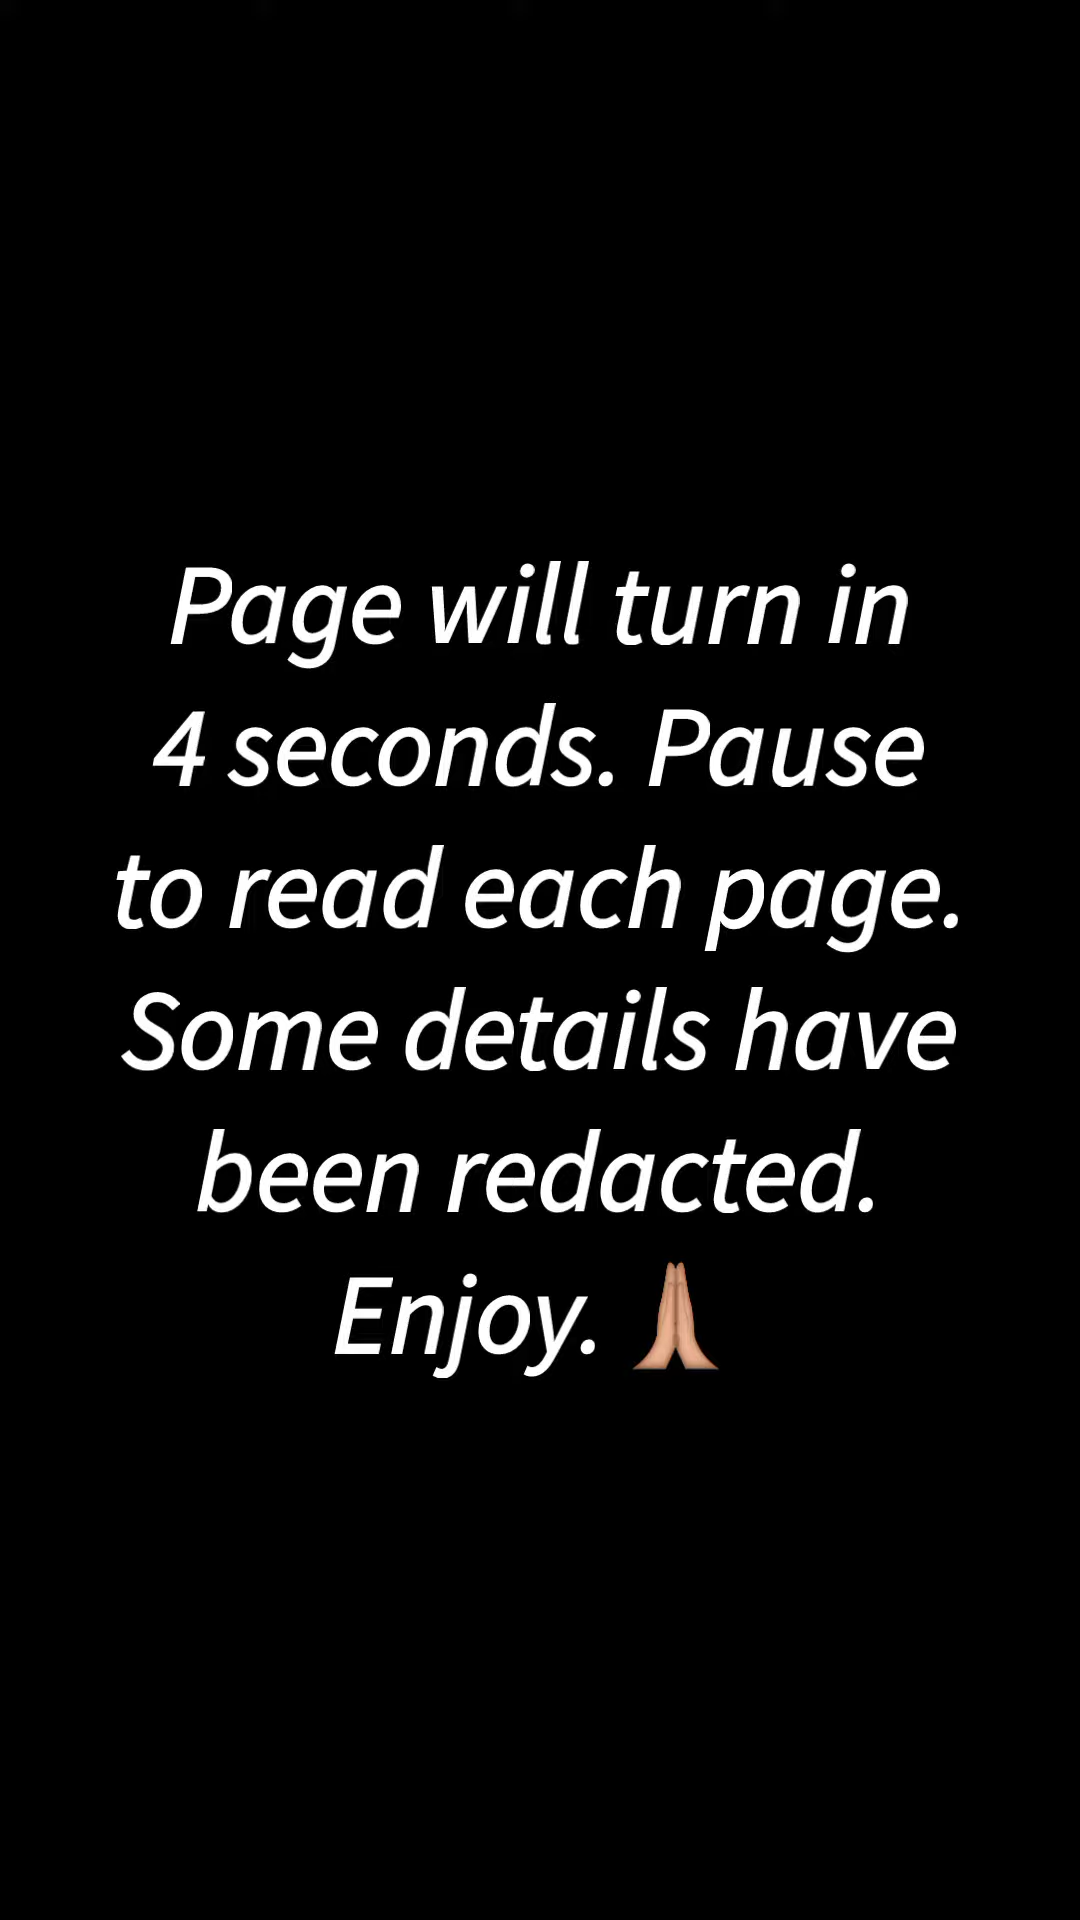 Page will turn in
4 seconds. Pause
to read each page.
Some details have
been redacted.
Enjoy. 🙏🏽